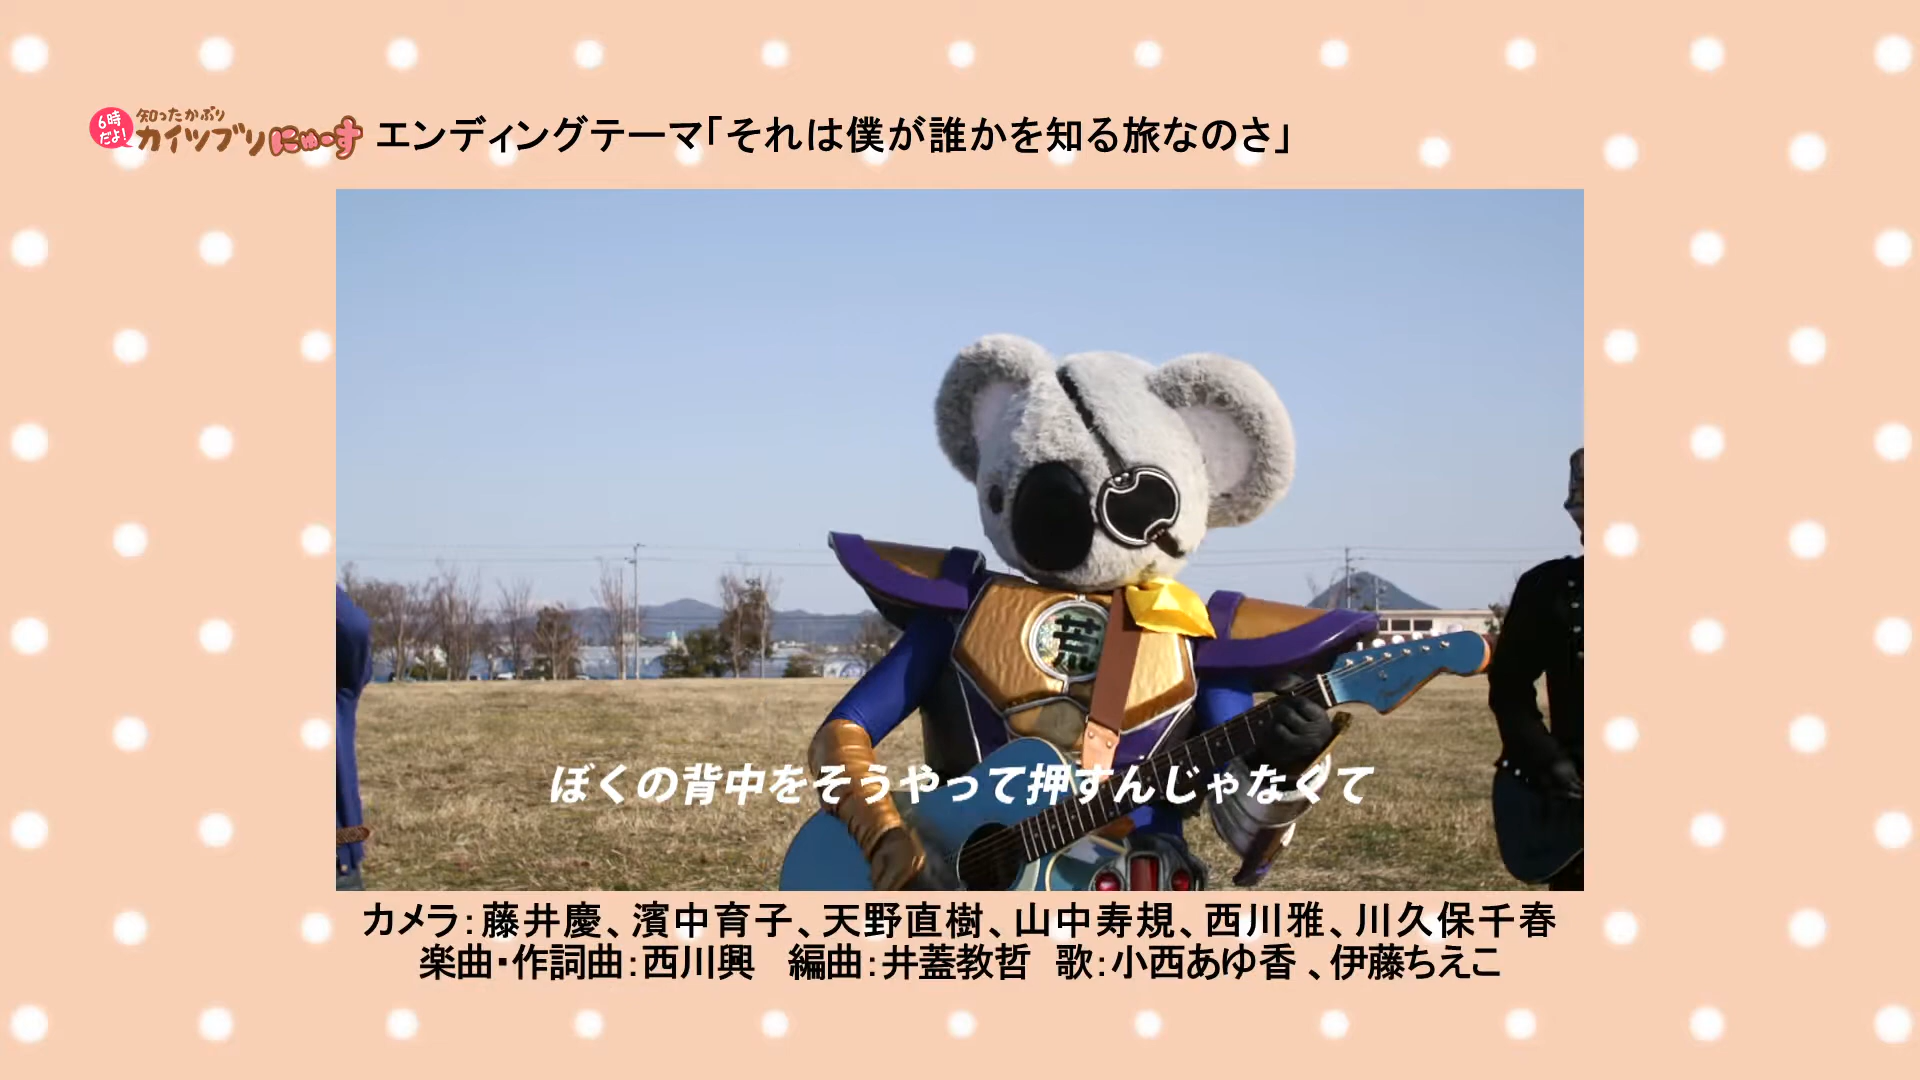 6時だよ!
知ったかぶり
カイツブリにゅーす エンディングテーマ「それは僕が誰かを知る旅なのさ」
荒
ぼくの背中をそうやって押すんじゃなくて
カメラ：藤井慶、濱中育子、天野直樹、山中寿規、西川雅、川久保千春
楽曲・作詞曲：西川興　編曲：井蓋教哲　歌：小西あゆ香 、伊藤ちえこ